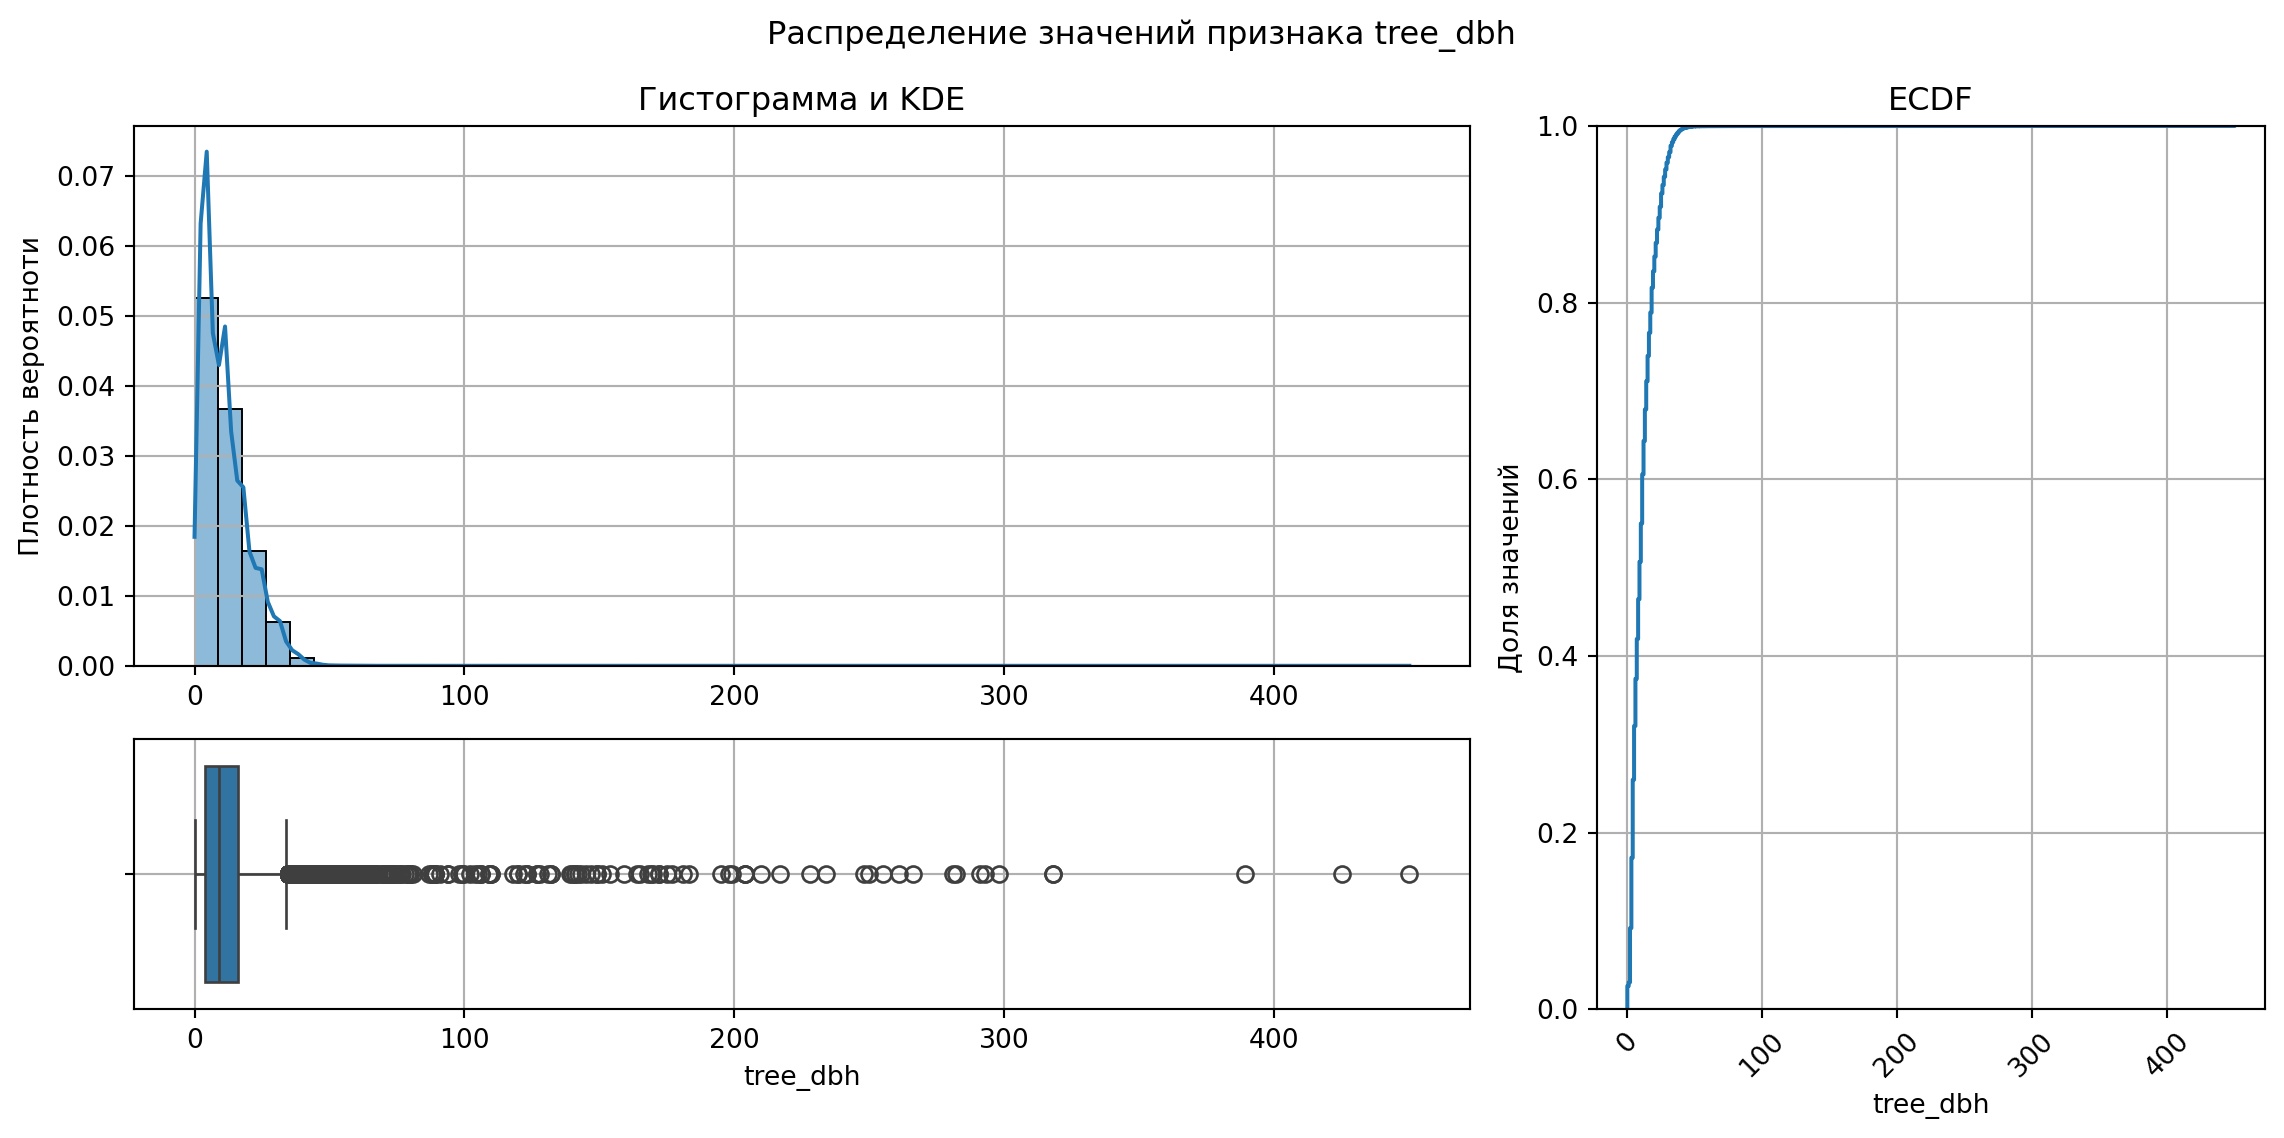 Распределение значений признака tree_dbh
Гистограмма и KDE
Плотность вероятноти
0.07
0.06
0.05
0.04
0.03
0.02
0.01
0.00
0 100 200 300 400
0 100 200 300 400
tree_dbh
ECDF
Доля значений
1.0
0.8
0.6
0.4
0.2
0.0
0 100 200 300 400
tree_dbh